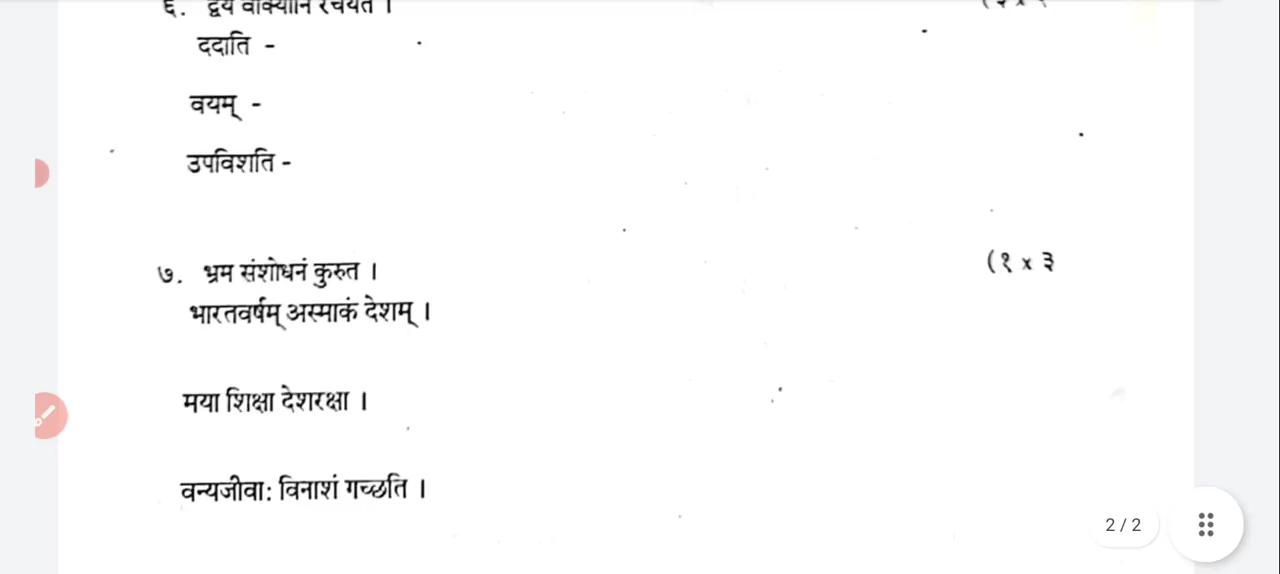 ६. द्वय वाक्यानि रचयत ।
ददाति -
वयम् -
उपविशति -
७. भ्रम संशोधनं कुरुत । (१ x ३
भारतवर्षम् अस्माकं देशम् ।
मया शिक्षा देशरक्षा ।
वन्यजीवाः विनाशं गच्छति ।
2 / 2